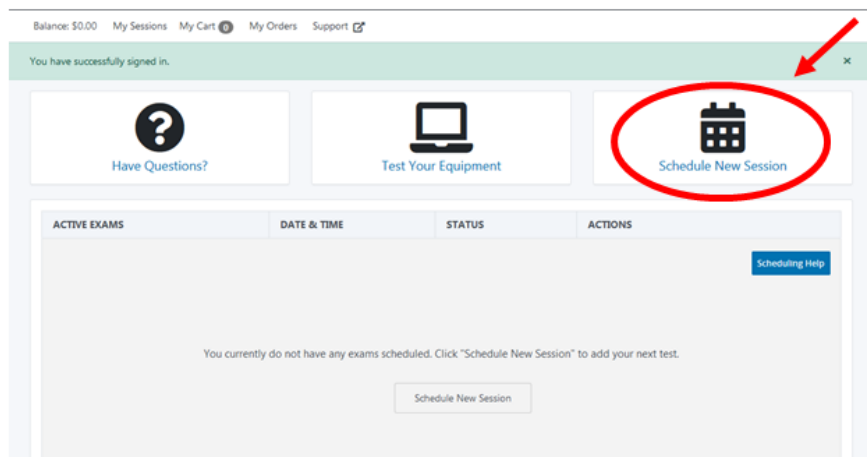 Balance: $0.00 My Sessions My Cart 0 My Orders Support
You have successfully signed in. ×
Have Questions? Test Your Equipment Schedule New Session
ACTIVE EXAMS DATE & TIME STATUS ACTIONS
Scheduling Help
You currently do not have any exams scheduled. Click "Schedule New Session" to add your next test.
Schedule New Session